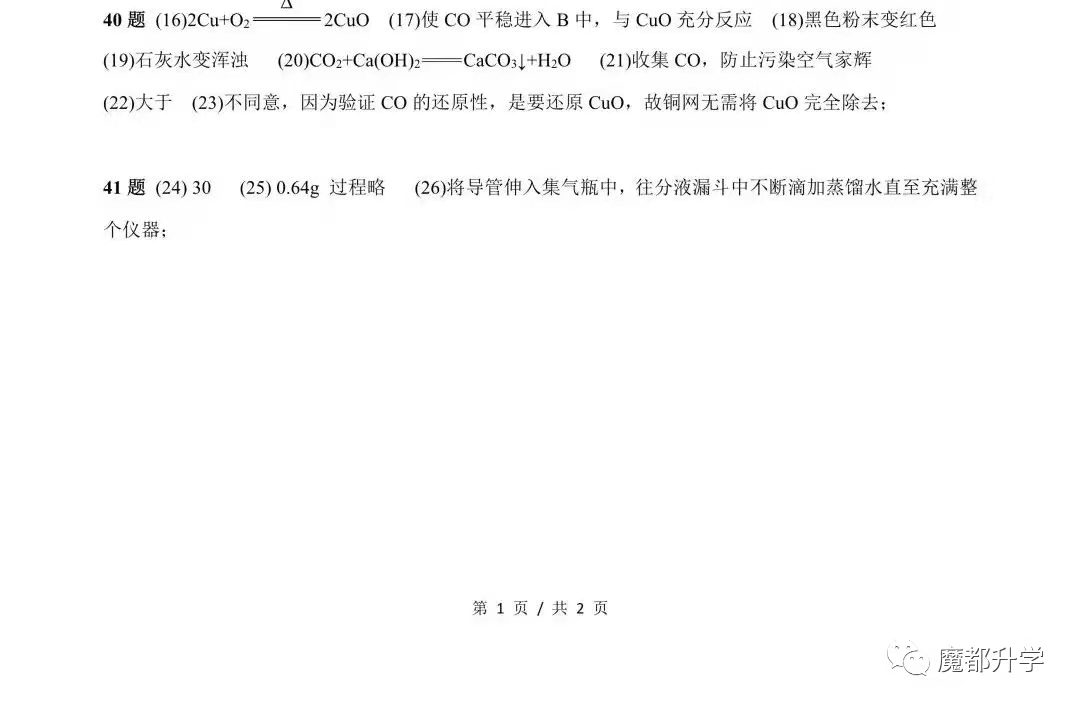 40 题 (16)2Cu+O₂ ══Δ══ 2CuO (17)使 CO 平稳进入 B 中，与 CuO 充分反应 (18)黑色粉末变红色
(19)石灰水变浑浊 (20)CO₂+Ca(OH)₂══CaCO₃↓+H₂O (21)收集 CO，防止污染空气家辉
(22)大于 (23)不同意，因为验证 CO 的还原性，是要还原 CuO，故铜网无需将 CuO 完全除去；
41 题 (24) 30 (25) 0.64g 过程略 (26)将导管伸入集气瓶中，往分液漏斗中不断滴加蒸馏水直至充满整
个仪器；
第 1 页 / 共 2 页
魔都升学